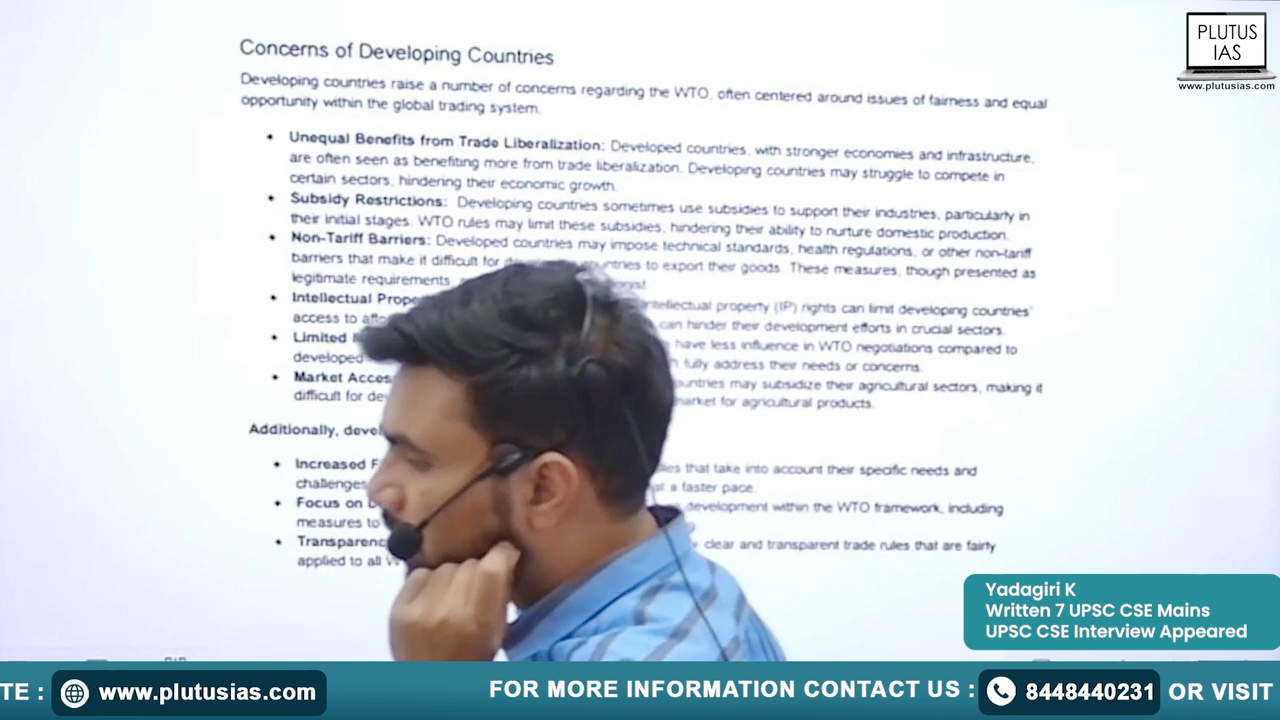 PLUTUS
IAS
www.plutusias.com
Concerns of Developing Countries
Developing countries raise a number of concerns regarding the WTO, often centered around issues of fairness and equal
opportunity within the global trading system.
• Unequal Benefits from Trade Liberalization: Developed countries, with stronger economies and infrastructure,
are often seen as benefiting more from trade liberalization. Developing countries may struggle to compete in
certain sectors, hindering their economic growth.
• Subsidy Restrictions: Developing countries sometimes use subsidies to support their industries, particularly in
their initial stages. WTO rules may limit these subsidies, hindering their ability to nurture domestic production.
• Non-Tariff Barriers: Developed countries may impose technical standards, health regulations, or other non-tariff
barriers that make it difficult for to export their goods. These measures, though presented as
legitimate requirements
• Intellectual intellectual property (IP) rights can limit developing countries'
access to can hinder their development efforts in crucial sectors.
• Limited have less influence in WTO negotiations compared to
developed fully address their needs or concerns.
• Market may subsidize their agricultural sectors, making it
difficult for market for agricultural products.
Additionally,
• Increased that take into account their specific needs and
challenges a faster pace.
• Focus on development within the WTO framework, including
measures to
• clear and transparent trade rules that are fairly
applied to all
Yadagiri K
Written 7 UPSC CSE Mains
UPSC CSE Interview Appeared
TE : www.plutusias.com FOR MORE INFORMATION CONTACT US : 8448440231 OR VISIT